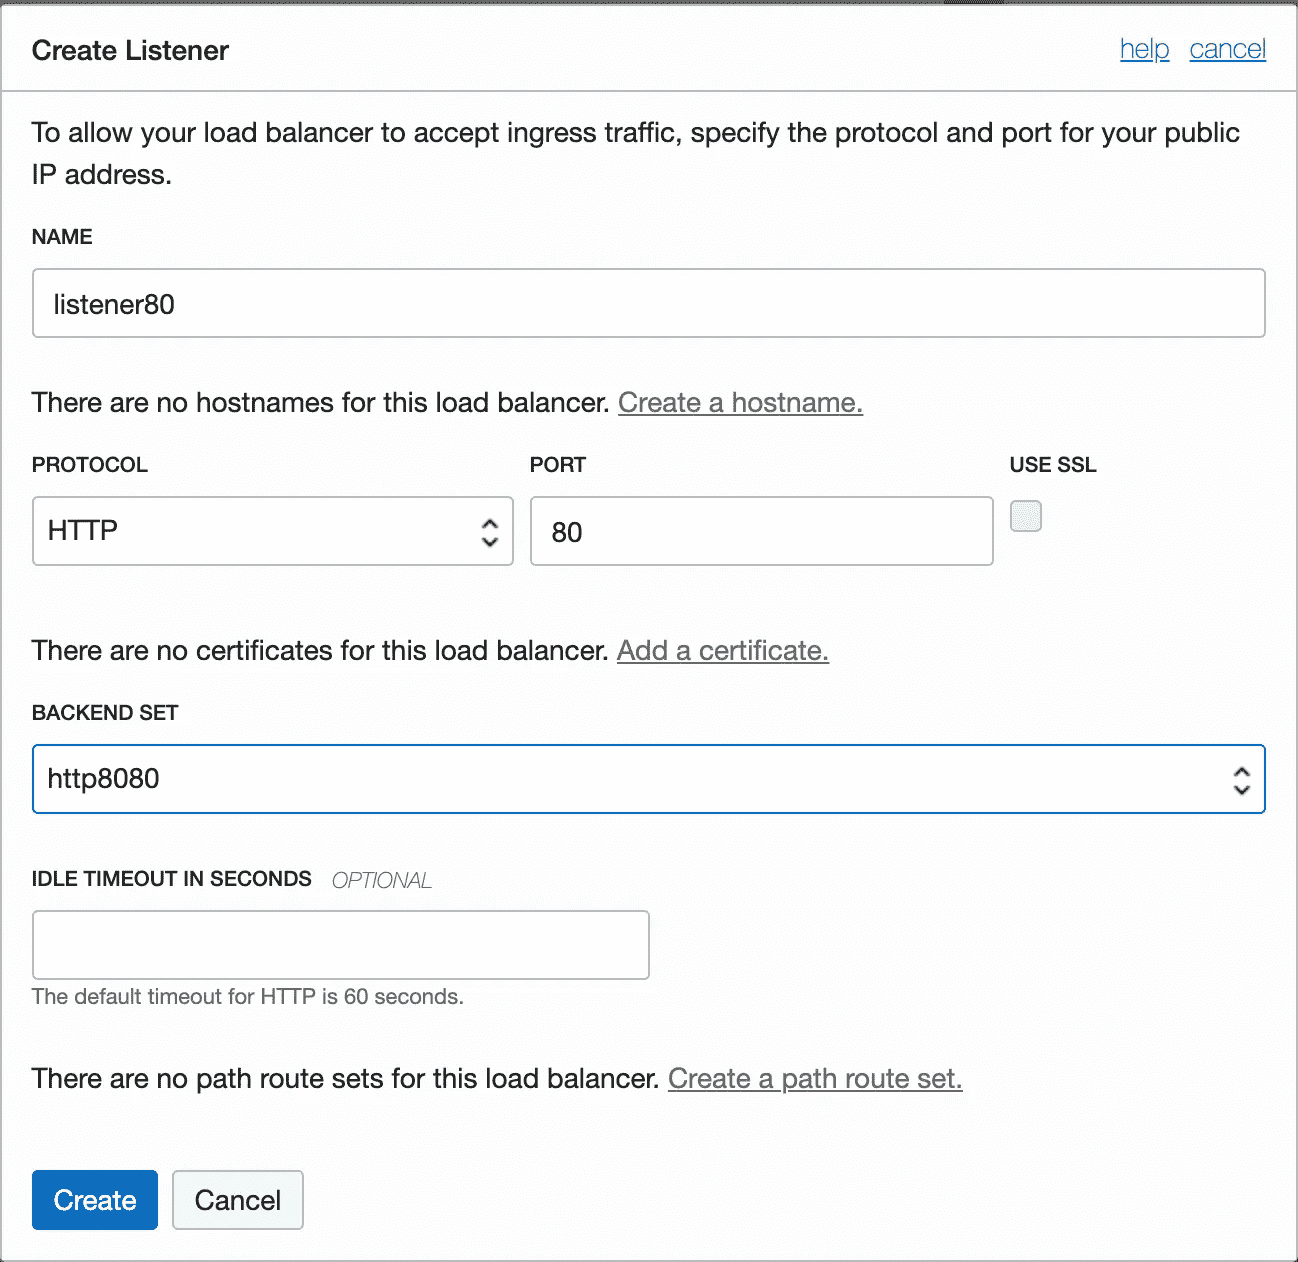 Create Listener
help cancel
To allow your load balancer to accept ingress traffic, specify the protocol and port for your public
IP address.
NAME
listener80
There are no hostnames for this load balancer. Create a hostname.
PROTOCOL PORT USE SSL
HTTP 80
There are no certificates for this load balancer. Add a certificate.
BACKEND SET
http8080
IDLE TIMEOUT IN SECONDS OPTIONAL
The default timeout for HTTP is 60 seconds.
There are no path route sets for this load balancer. Create a path route set.
Create Cancel